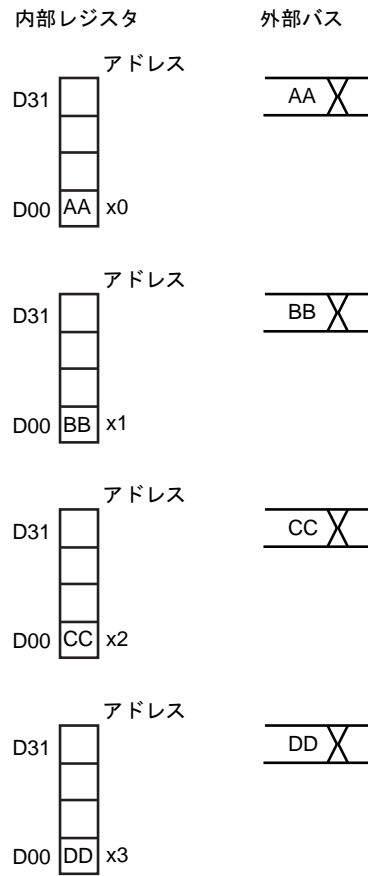 内部レジスタ 外部バス
アドレス
D31 AA
D00 AA x0
アドレス
D31 BB
D00 BB x1
アドレス
D31 CC
D00 CC x2
アドレス
D31 DD
D00 DD x3